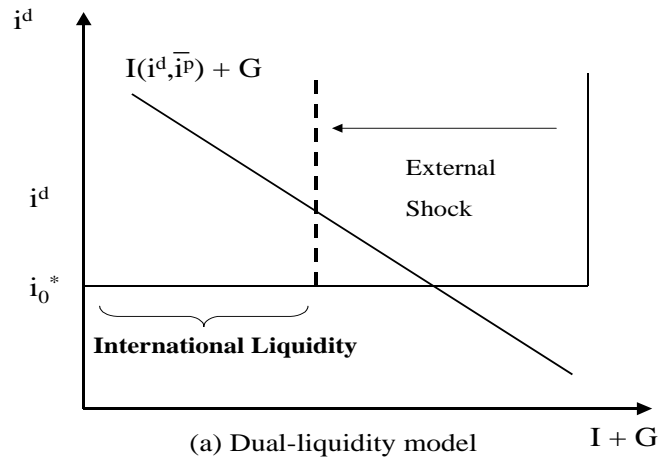 i^d
I(i^d, i̅^p̅) + G
External
Shock
i^d
i_0^*
International Liquidity
I + G
(a) Dual-liquidity model